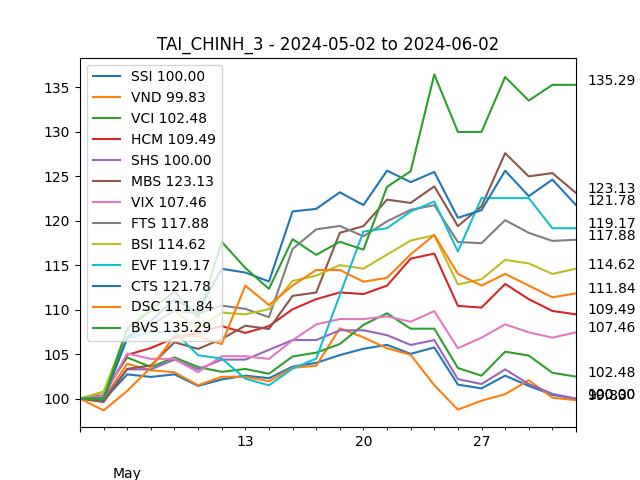 TAI_CHINH_3 - 2024-05-02 to 2024-06-02
135
130
125
120
115
110
105
100
SSI 100.00
VND 99.83
VCI 102.48
HCM 109.49
SHS 100.00
MBS 123.13
VIX 107.46
FTS 117.88
BSI 114.62
EVF 119.17
CTS 121.78
DSC 111.84
BVS 135.29
135.29
123.13
121.78
119.17
117.88
114.62
111.84
109.49
107.46
102.48
13
20
27
May